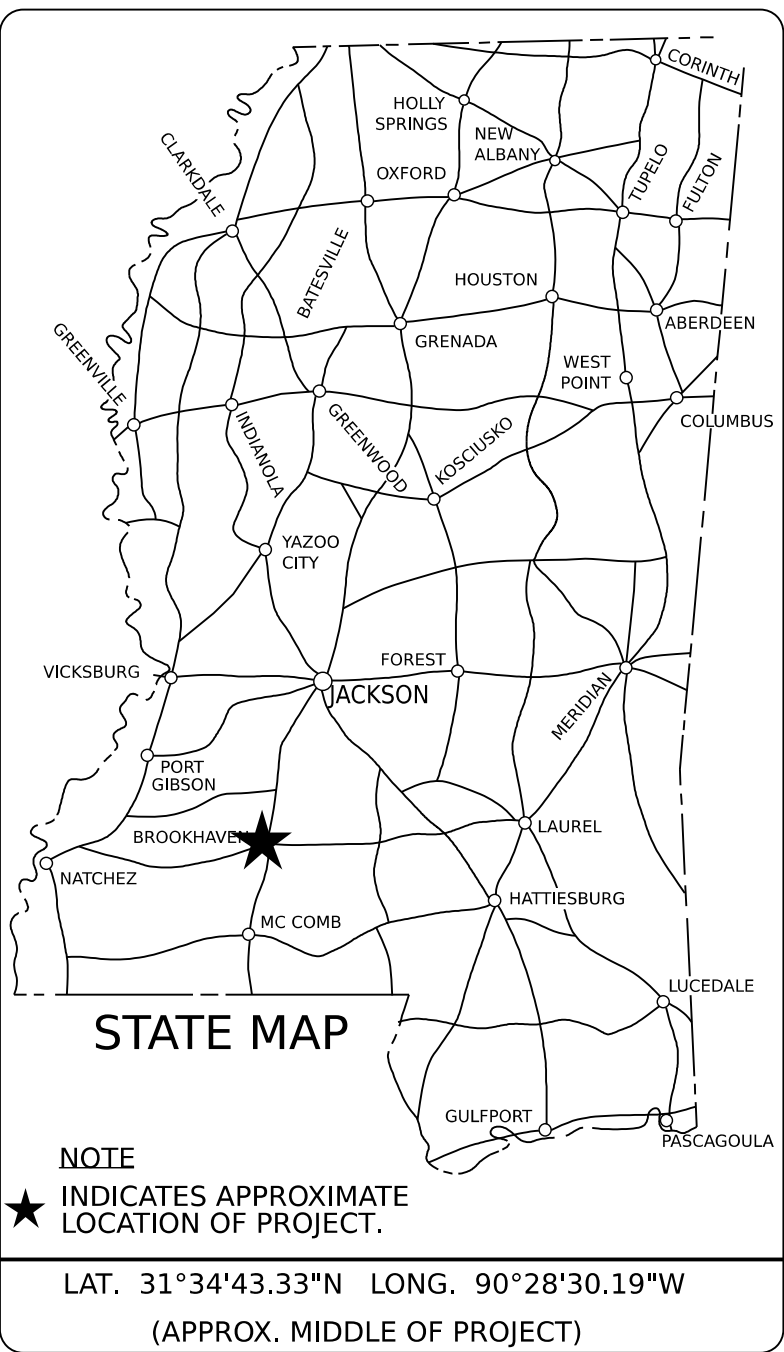 CORINTH
HOLLY
SPRINGS
NEW
ALBANY
CLARKDALE
OXFORD
TUPELO
FULTON
BATESVILLE
HOUSTON
ABERDEEN
GRENADA
GREENVILLE
WEST
POINT
COLUMBUS
INDIANOLA
GREENWOOD
KOSCIUSKO
YAZOO
CITY
VICKSBURG
FOREST
JACKSON
MERIDIAN
PORT
GIBSON
BROOKHAVEN
LAUREL
NATCHEZ
HATTIESBURG
MC COMB
LUCEDALE
STATE MAP
GULFPORT
PASCAGOULA
NOTE
INDICATES APPROXIMATE
LOCATION OF PROJECT.
LAT. 31°34'43.33"N LONG. 90°28'30.19"W
(APPROX. MIDDLE OF PROJECT)